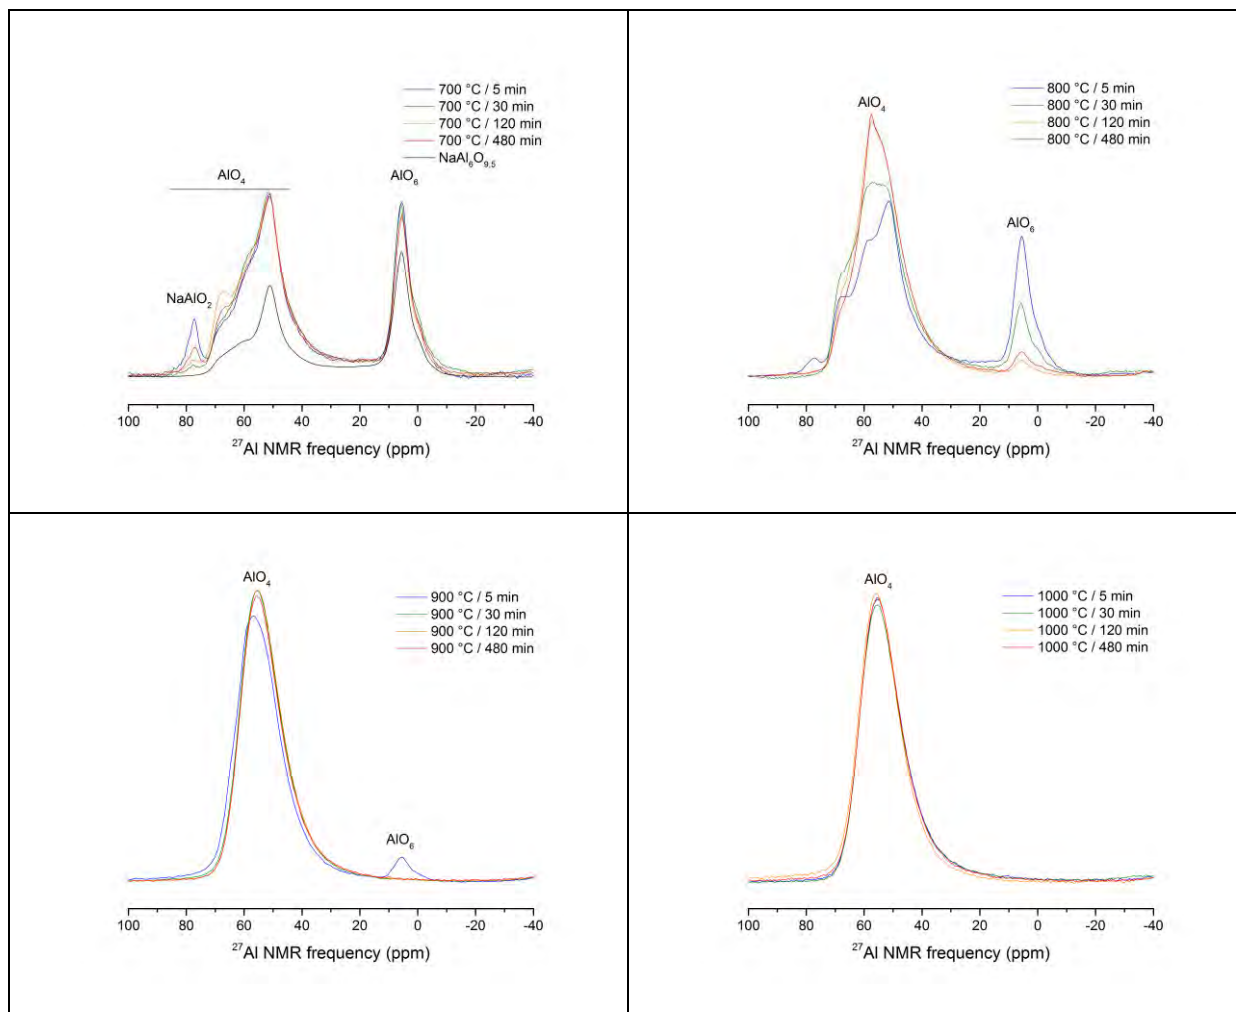 700 °C / 5 min
700 °C / 30 min
700 °C / 120 min
700 °C / 480 min
NaAl₆O₉,₅
AlO₄
AlO₆
NaAlO₂
100 80 60 40 20 0 -20 -40
²⁷Al NMR frequency (ppm)
800 °C / 5 min
800 °C / 30 min
800 °C / 120 min
800 °C / 480 min
AlO₄
AlO₆
100 80 60 40 20 0 -20 -40
²⁷Al NMR frequency (ppm)
AlO₄
900 °C / 5 min
900 °C / 30 min
900 °C / 120 min
900 °C / 480 min
AlO₆
100 80 60 40 20 0 -20 -40
²⁷Al NMR frequency (ppm)
AlO₄
1000 °C / 5 min
1000 °C / 30 min
1000 °C / 120 min
1000 °C / 480 min
100 80 60 40 20 0 -20 -40
²⁷Al NMR frequency (ppm)